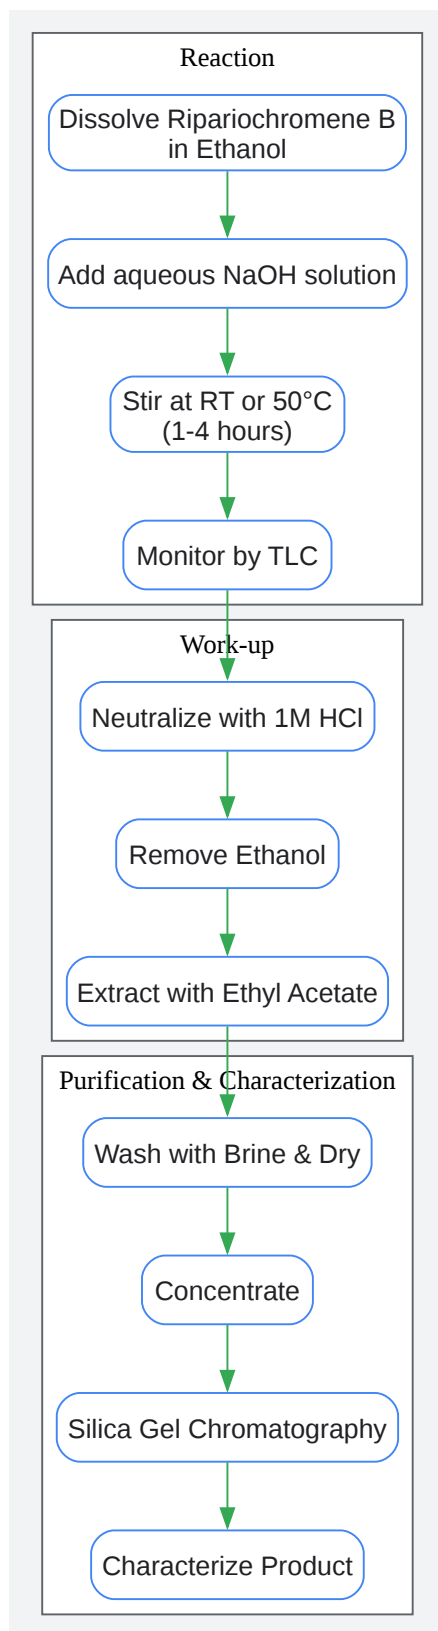 Reaction
Dissolve Ripariochromene B
in Ethanol
Add aqueous NaOH solution
Stir at RT or 50°C
(1-4 hours)
Monitor by TLC
Work-up
Neutralize with 1M HCl
Remove Ethanol
Extract with Ethyl Acetate
Purification & Characterization
Wash with Brine & Dry
Concentrate
Silica Gel Chromatography
Characterize Product